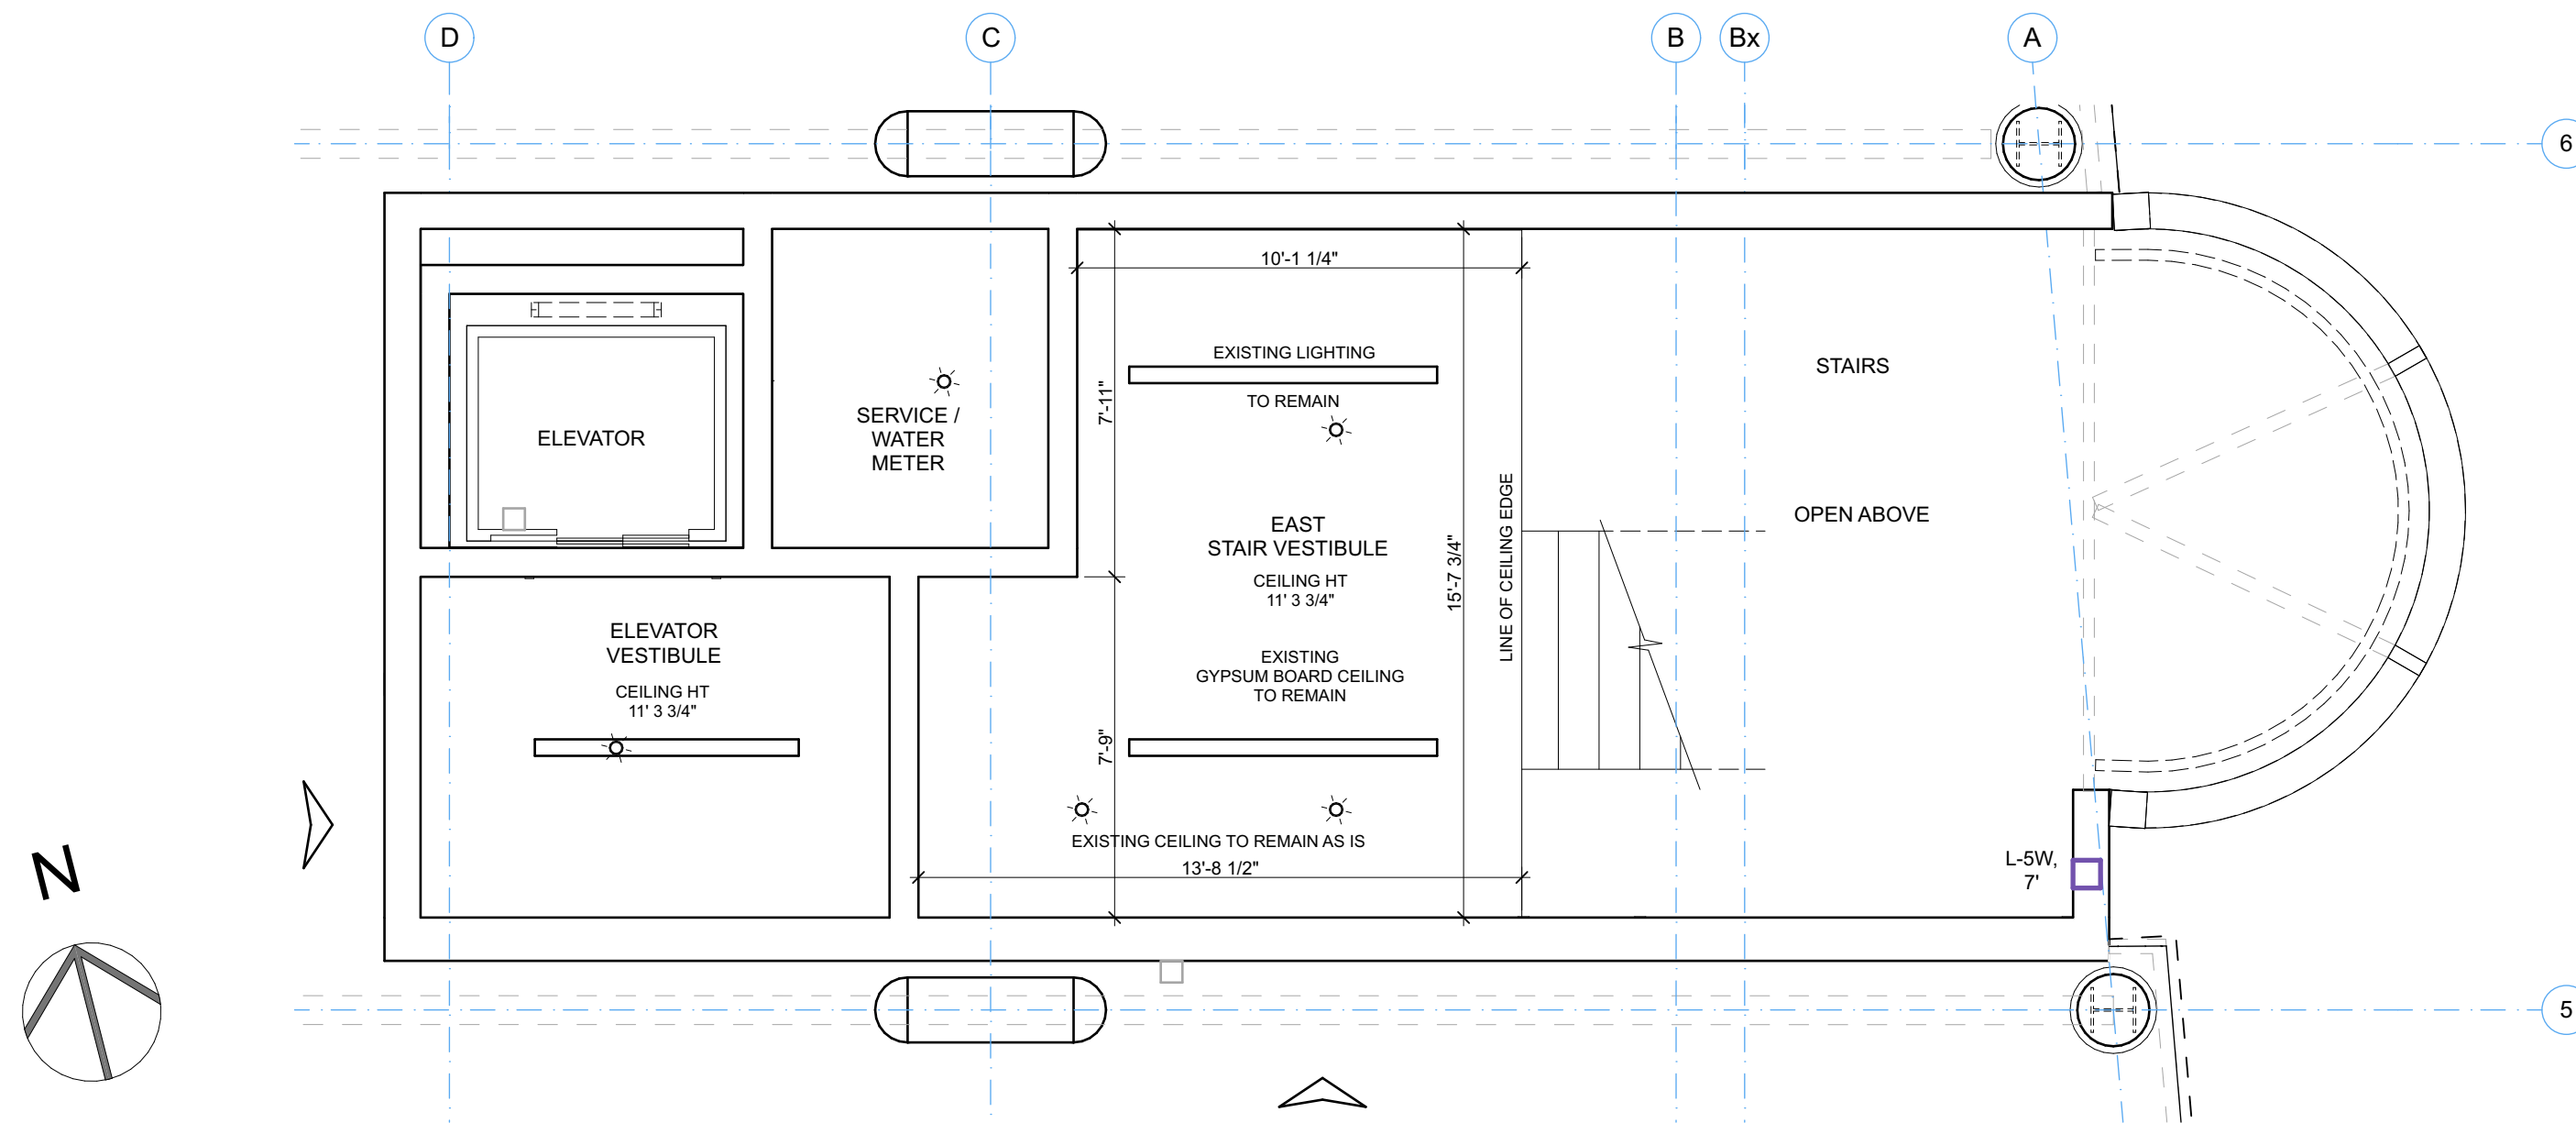 D
C
B
Bx
A
6
10'-1 1/4"
EXISTING LIGHTING
TO REMAIN
STAIRS
7'-11"
SERVICE /
WATER
METER
ELEVATOR
LINE OF CEILING EDGE
OPEN ABOVE
EAST
STAIR VESTIBULE
CEILING HT
11' 3 3/4"
15'-7 3/4"
ELEVATOR
VESTIBULE
CEILING HT
11' 3 3/4"
EXISTING
GYPSUM BOARD CEILING
TO REMAIN
7'-9"
EXISTING CEILING TO REMAIN AS IS
13'-8 1/2"
L-5W,
7'
N
5